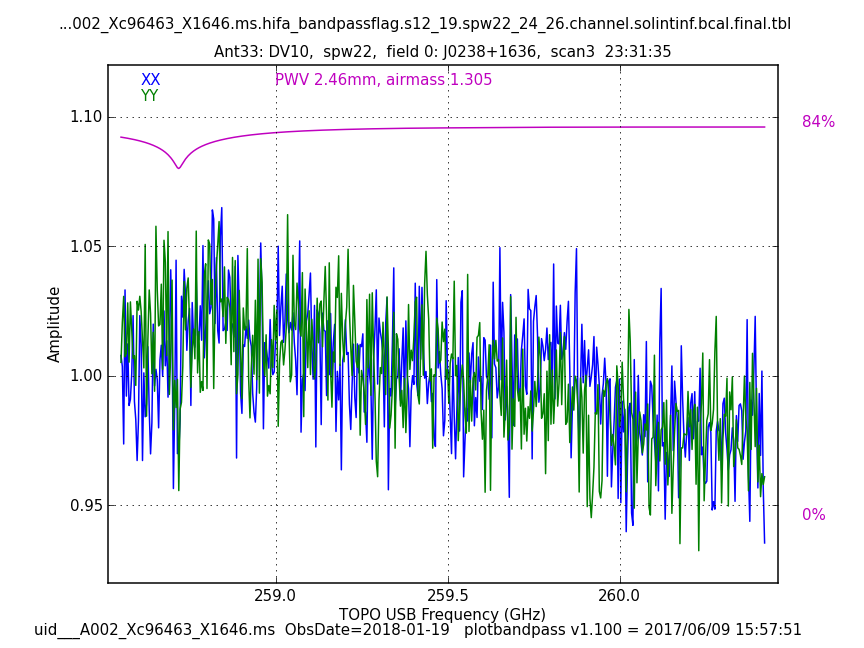 ...002_Xc96463_X1646.ms.hifa_bandpassflag.s12_19.spw22_24_26.channel.solintinf.bcal.final.tbl
Ant33: DV10,  spw22,  field 0: J0238+1636,  scan3  23:31:35
XX
PWV 2.46mm, airmass 1.305
YY
1.10
84%
1.05
Amplitude
1.00
0.95
0%
259.0
259.5
260.0
TOPO USB Frequency (GHz)
uid___A002_Xc96463_X1646.ms  ObsDate=2018-01-19   plotbandpass v1.100 = 2017/06/09 15:57:51